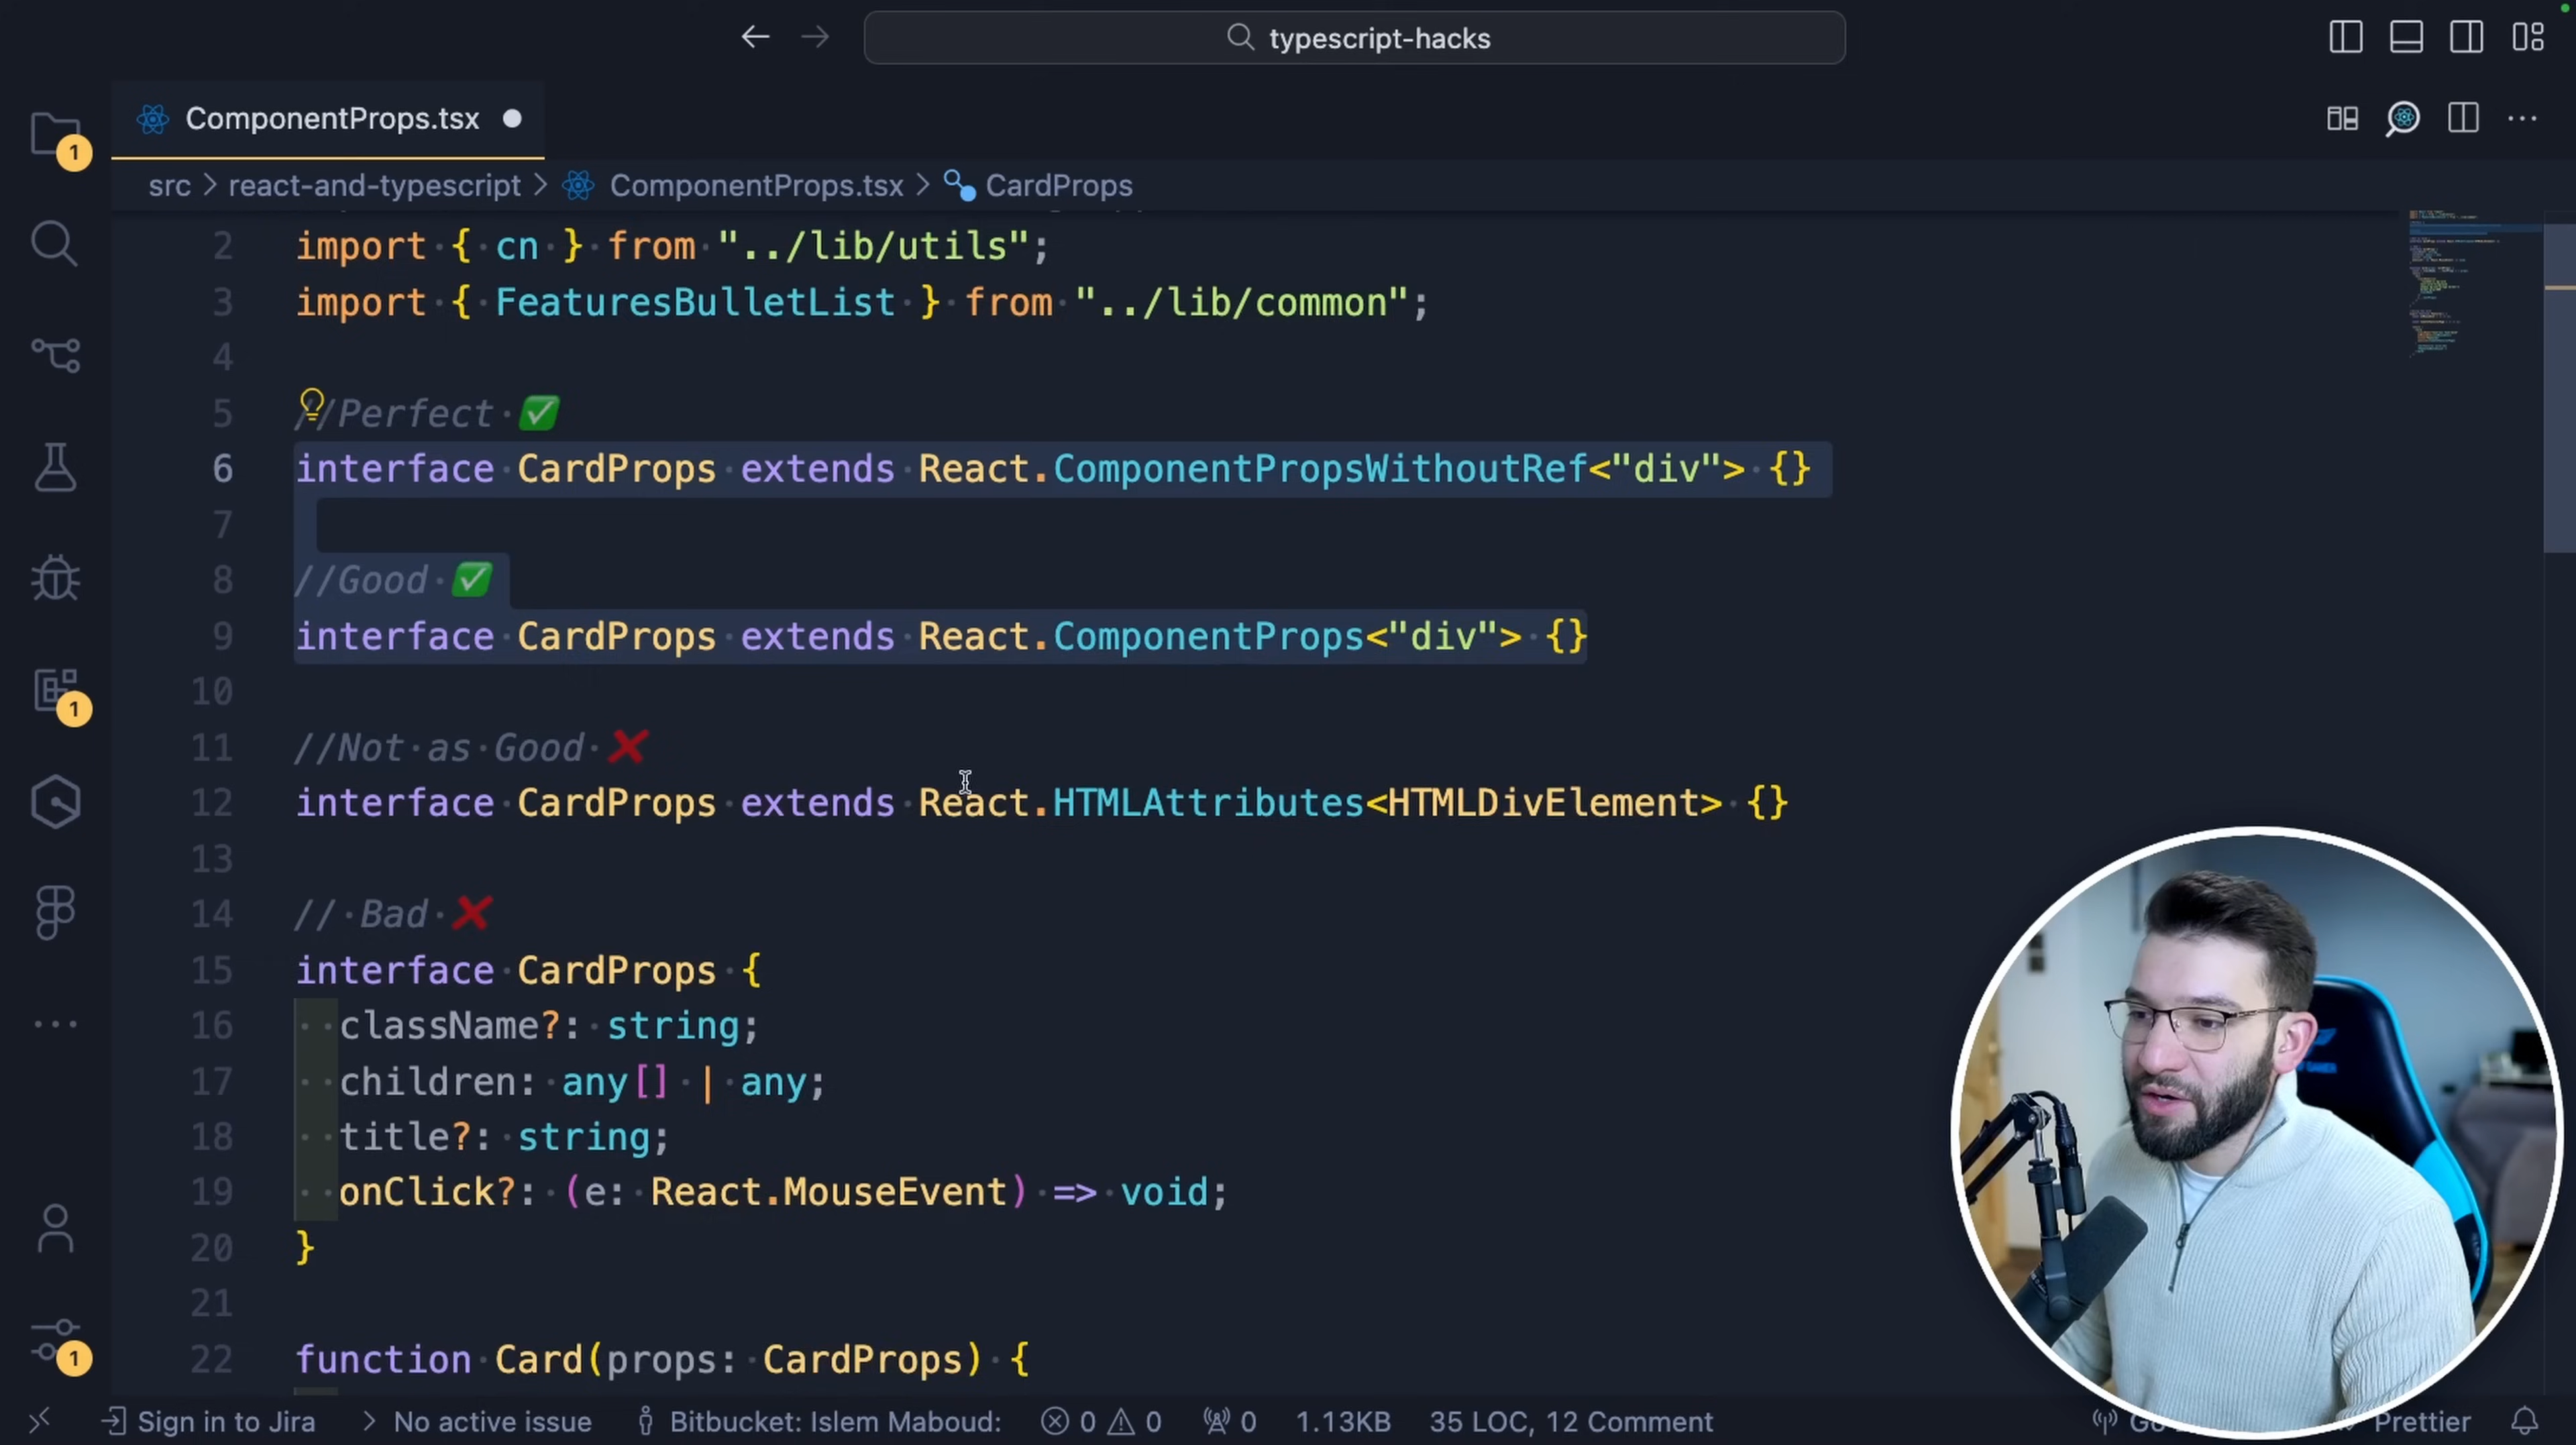 typescript-hacks
ComponentProps.tsx
src > react-and-typescript > ComponentProps.tsx > CardProps
2 import { cn } from "../lib/utils";
3 import { FeaturesBulletList } from "../lib/common";
4
5 //Perfect ✅
6 interface CardProps extends React.ComponentPropsWithoutRef<"div"> {}
7
8 //Good ✅
9 interface CardProps extends React.ComponentProps<"div"> {}
10
11 //Not as Good ❌
12 interface CardProps extends React.HTMLAttributes<HTMLDivElement> {}
13
14 // Bad ❌
15 interface CardProps {
16 className?: string;
17 children: any[] | any;
18 title?: string;
19 onClick?: (e: React.MouseEvent) => void;
20 }
21
22 function Card(props: CardProps) {
1
1
1
Sign in to Jira No active issue Bitbucket: Islem Maboud: 0 0 0 1.13KB 35 LOC, 12 Comment Prettier